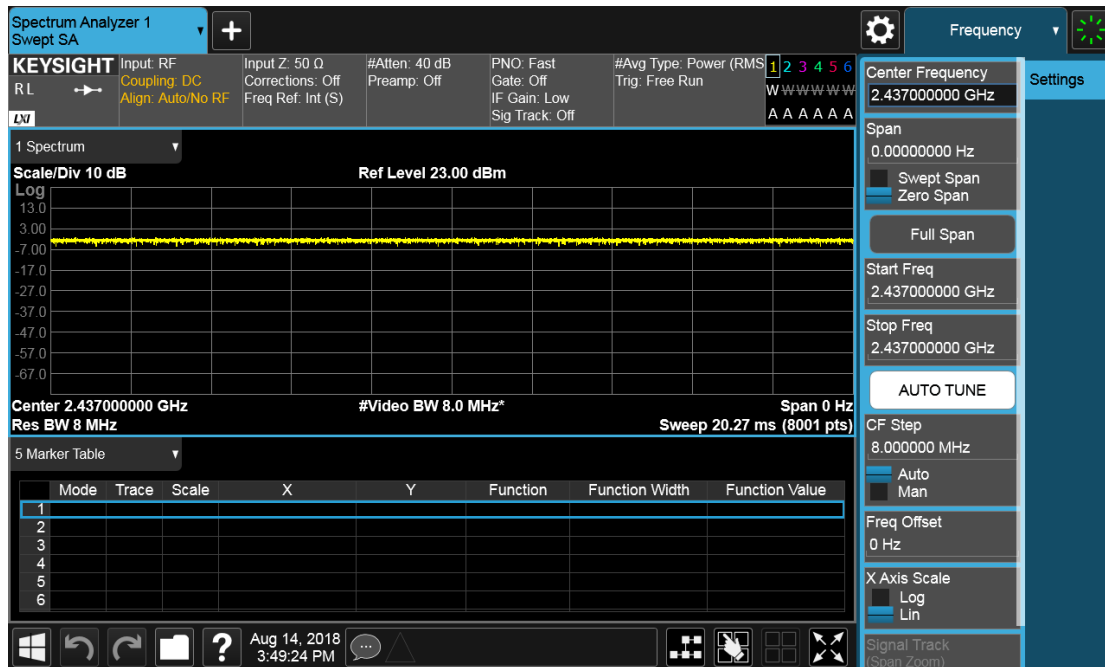 Spectrum Analyzer 1
Swept SA
+
Frequency
KEYSIGHT
RL
LXI
Input: RF
Coupling: DC
Align: Auto/No RF
Input Z: 50 Ω
Corrections: Off
Freq Ref: Int (S)
#Atten: 40 dB
Preamp: Off
PNO: Fast
Gate: Off
IF Gain: Low
Sig Track: Off
#Avg Type: Power (RMS
Trig: Free Run
1 2 3 4 5 6
W W W W W W
A A A A A A
Center Frequency
2.437000000 GHz
Settings
Span
0.00000000 Hz
Swept Span
Zero Span
Full Span
Start Freq
2.437000000 GHz
Stop Freq
2.437000000 GHz
AUTO TUNE
CF Step
8.000000 MHz
Auto
Man
Freq Offset
0 Hz
X Axis Scale
Log
Lin
Signal Track
(Span Zoom)
1 Spectrum
Scale/Div 10 dB Ref Level 23.00 dBm
Log
13.0
3.00
-7.00
-17.0
-27.0
-37.0
-47.0
-57.0
-67.0
Center 2.437000000 GHz #Video BW 8.0 MHz* Span 0 Hz
Res BW 8 MHz Sweep 20.27 ms (8001 pts)
5 Marker Table
Mode Trace Scale X Y Function Function Width Function Value
1
2
3
4
5
6
?
Aug 14, 2018
3:49:24 PM